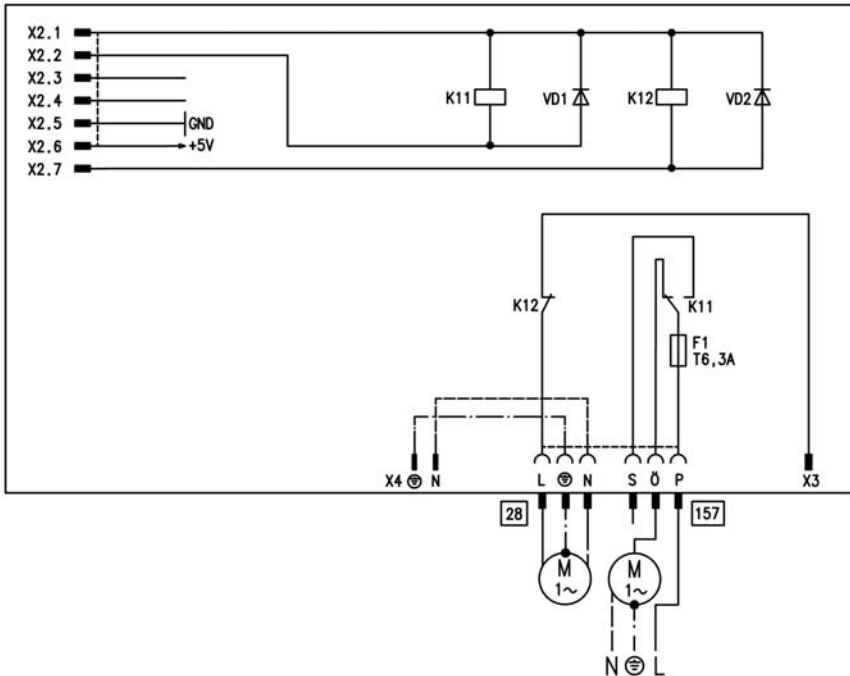 X2.1
X2.2
X2.3
X2.4
X2.5
GND
X2.6
+5V
X2.7
K11
VD1
K12
VD2
K12
K11
F1
T6,3A
X4
N
L
N
S
Ö
P
X3
28
157
M
1~
M
1~
N
L